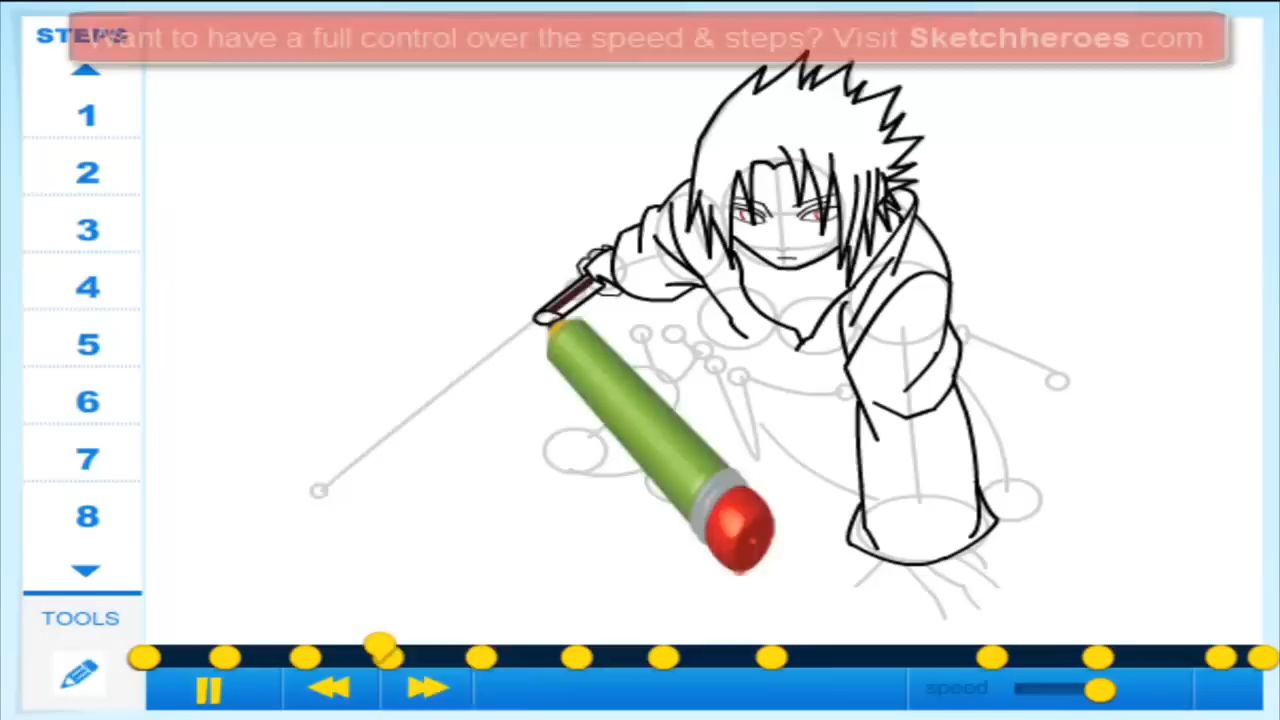 Want to have a full control over the speed & steps? Visit Sketchheroes com
STEPS
1
2
3
4
5
6
7
8
TOOLS
speed